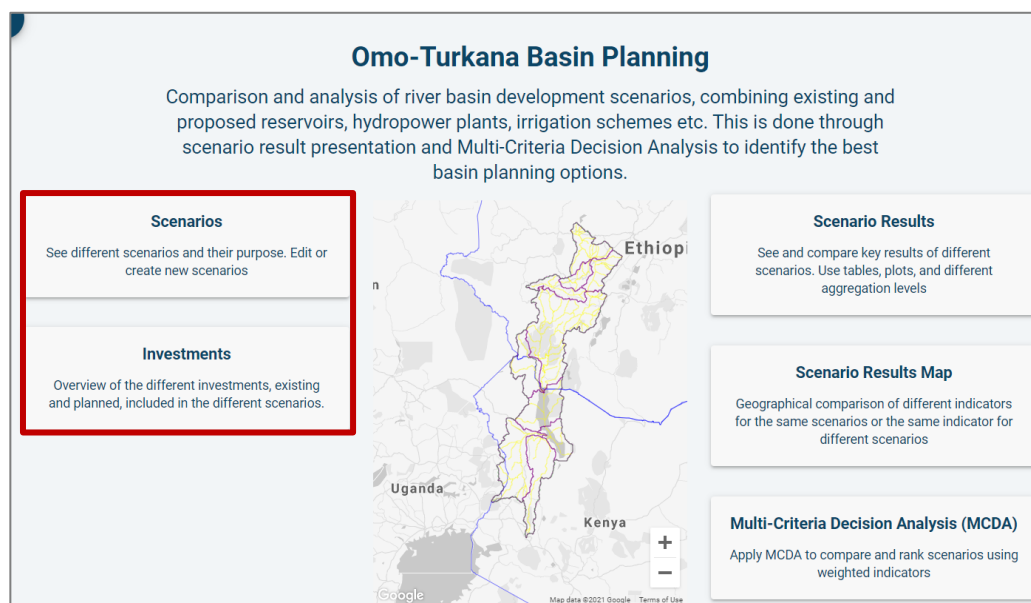 Omo-Turkana Basin Planning
Comparison and analysis of river basin development scenarios, combining existing and
proposed reservoirs, hydropower plants, irrigation schemes etc. This is done through
scenario result presentation and Multi-Criteria Decision Analysis to identify the best
basin planning options.
Scenarios
See different scenarios and their purpose. Edit or
create new scenarios
Investments
Overview of the different investments, existing
and planned, included in the different scenarios.
Ethiopi
n
Uganda
Kenya
+
−
Google
Map data ©2021 Google
Terms of Use
Scenario Results
See and compare key results of different
scenarios. Use tables, plots, and different
aggregation levels
Scenario Results Map
Geographical comparison of different indicators
for the same scenarios or the same indicator for
different scenarios
Multi-Criteria Decision Analysis (MCDA)
Apply MCDA to compare and rank scenarios using
weighted indicators